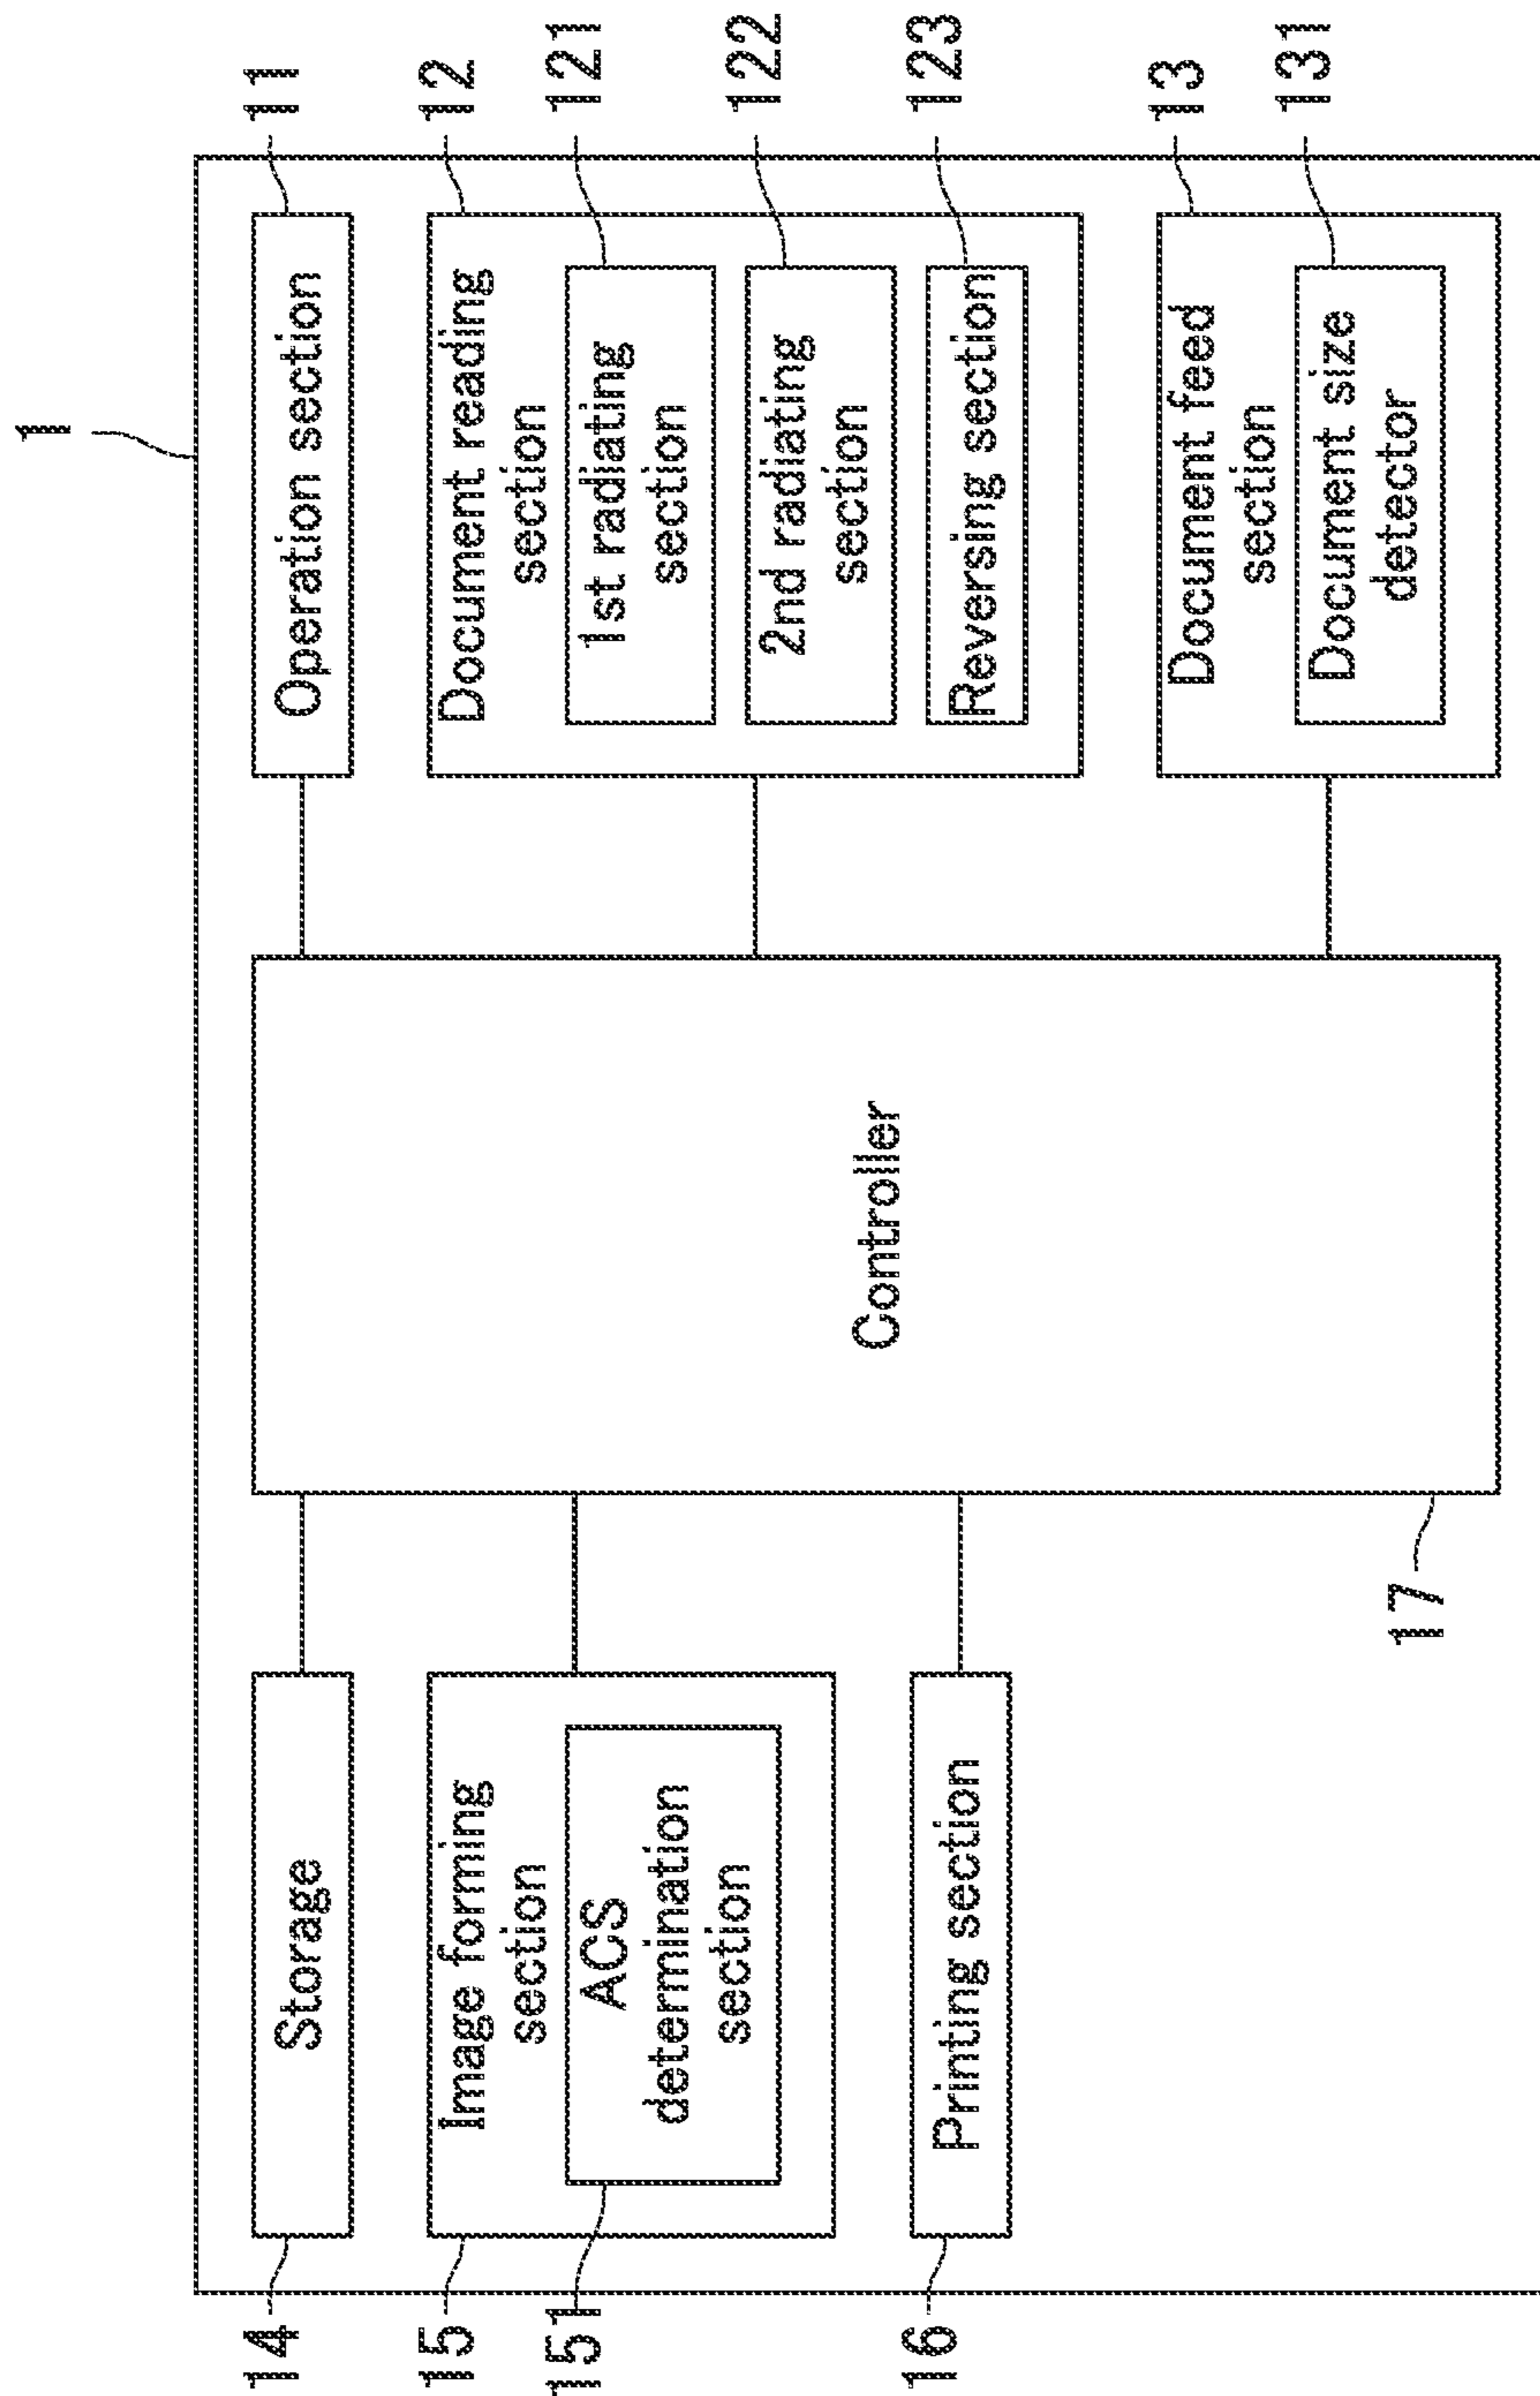 1
14
Storage
15
Image forming
section
151
ACS
determination
section
16
Printing section
Controller
17
Operation section
11
Document reading
section
12
1st radiating
section
121
2nd radiating
section
122
Reversing section
123
Document feed
section
13
Document size
detector
131